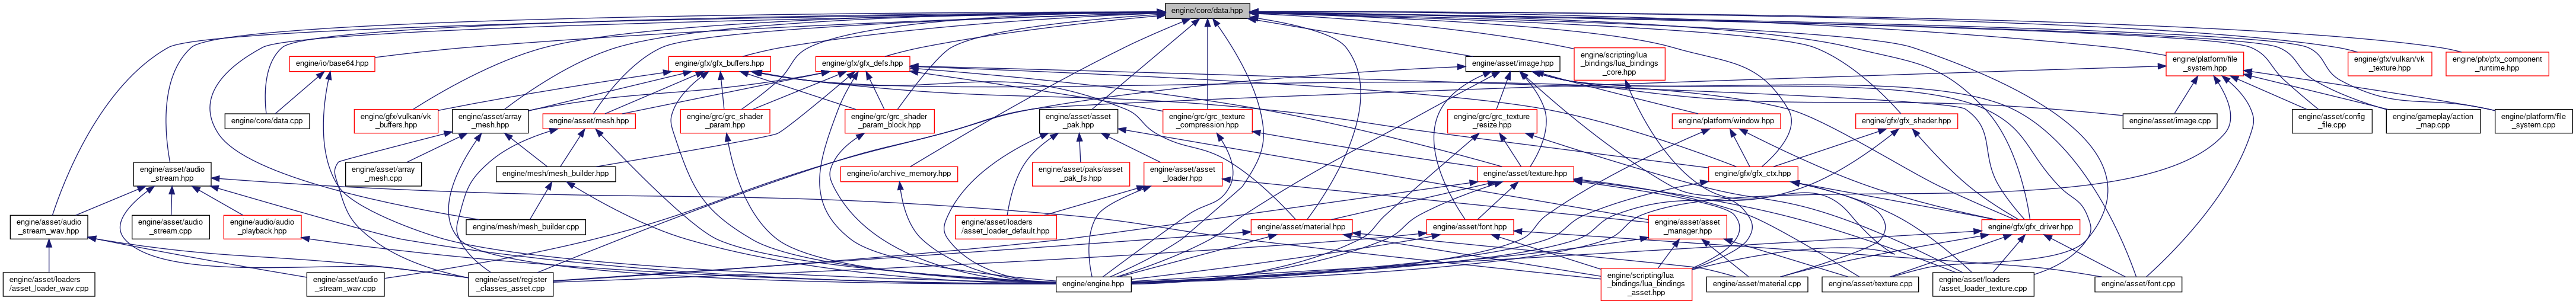 engine/core/data.hpp
engine/io/base64.hpp
engine/gfx/gfx_buffers.hpp
engine/gfx/gfx_defs.hpp
engine/asset/image.hpp
engine/scripting/lua
_bindings/lua_bindings
_core.hpp
engine/platform/file
_system.hpp
engine/gfx/vulkan/vk
_texture.hpp
engine/pfx/pfx_component
_runtime.hpp
engine/core/data.cpp
engine/gfx/vulkan/vk
_buffers.hpp
engine/asset/array
_mesh.hpp
engine/asset/mesh.hpp
engine/grc/grc_shader
_param.hpp
engine/grc/grc_shader
_param_block.hpp
engine/asset/asset
_pak.hpp
engine/grc/grc_texture
_compression.hpp
engine/grc/grc_texture
_resize.hpp
engine/platform/window.hpp
engine/gfx/gfx_shader.hpp
engine/asset/image.cpp
engine/asset/config
_file.cpp
engine/gameplay/action
_map.cpp
engine/platform/file
_system.cpp
engine/asset/audio
_stream.hpp
engine/asset/array
_mesh.cpp
engine/mesh/mesh_builder.hpp
engine/io/archive_memory.hpp
engine/asset/paks/asset
_pak_fs.hpp
engine/asset/asset
_loader.hpp
engine/asset/texture.hpp
engine/gfx/gfx_ctx.hpp
engine/asset/audio
_stream_wav.hpp
engine/asset/audio
_stream.cpp
engine/audio/audio
_playback.hpp
engine/mesh/mesh_builder.cpp
engine/asset/loaders
/asset_loader_default.hpp
engine/asset/material.hpp
engine/asset/font.hpp
engine/asset/asset
_manager.hpp
engine/gfx/gfx_driver.hpp
engine/asset/loaders
/asset_loader_wav.cpp
engine/asset/audio
_stream_wav.cpp
engine/asset/register
_classes_asset.cpp
engine/engine.hpp
engine/scripting/lua
_bindings/lua_bindings
_asset.hpp
engine/asset/material.cpp
engine/asset/texture.cpp
engine/asset/loaders
/asset_loader_texture.cpp
engine/asset/font.cpp